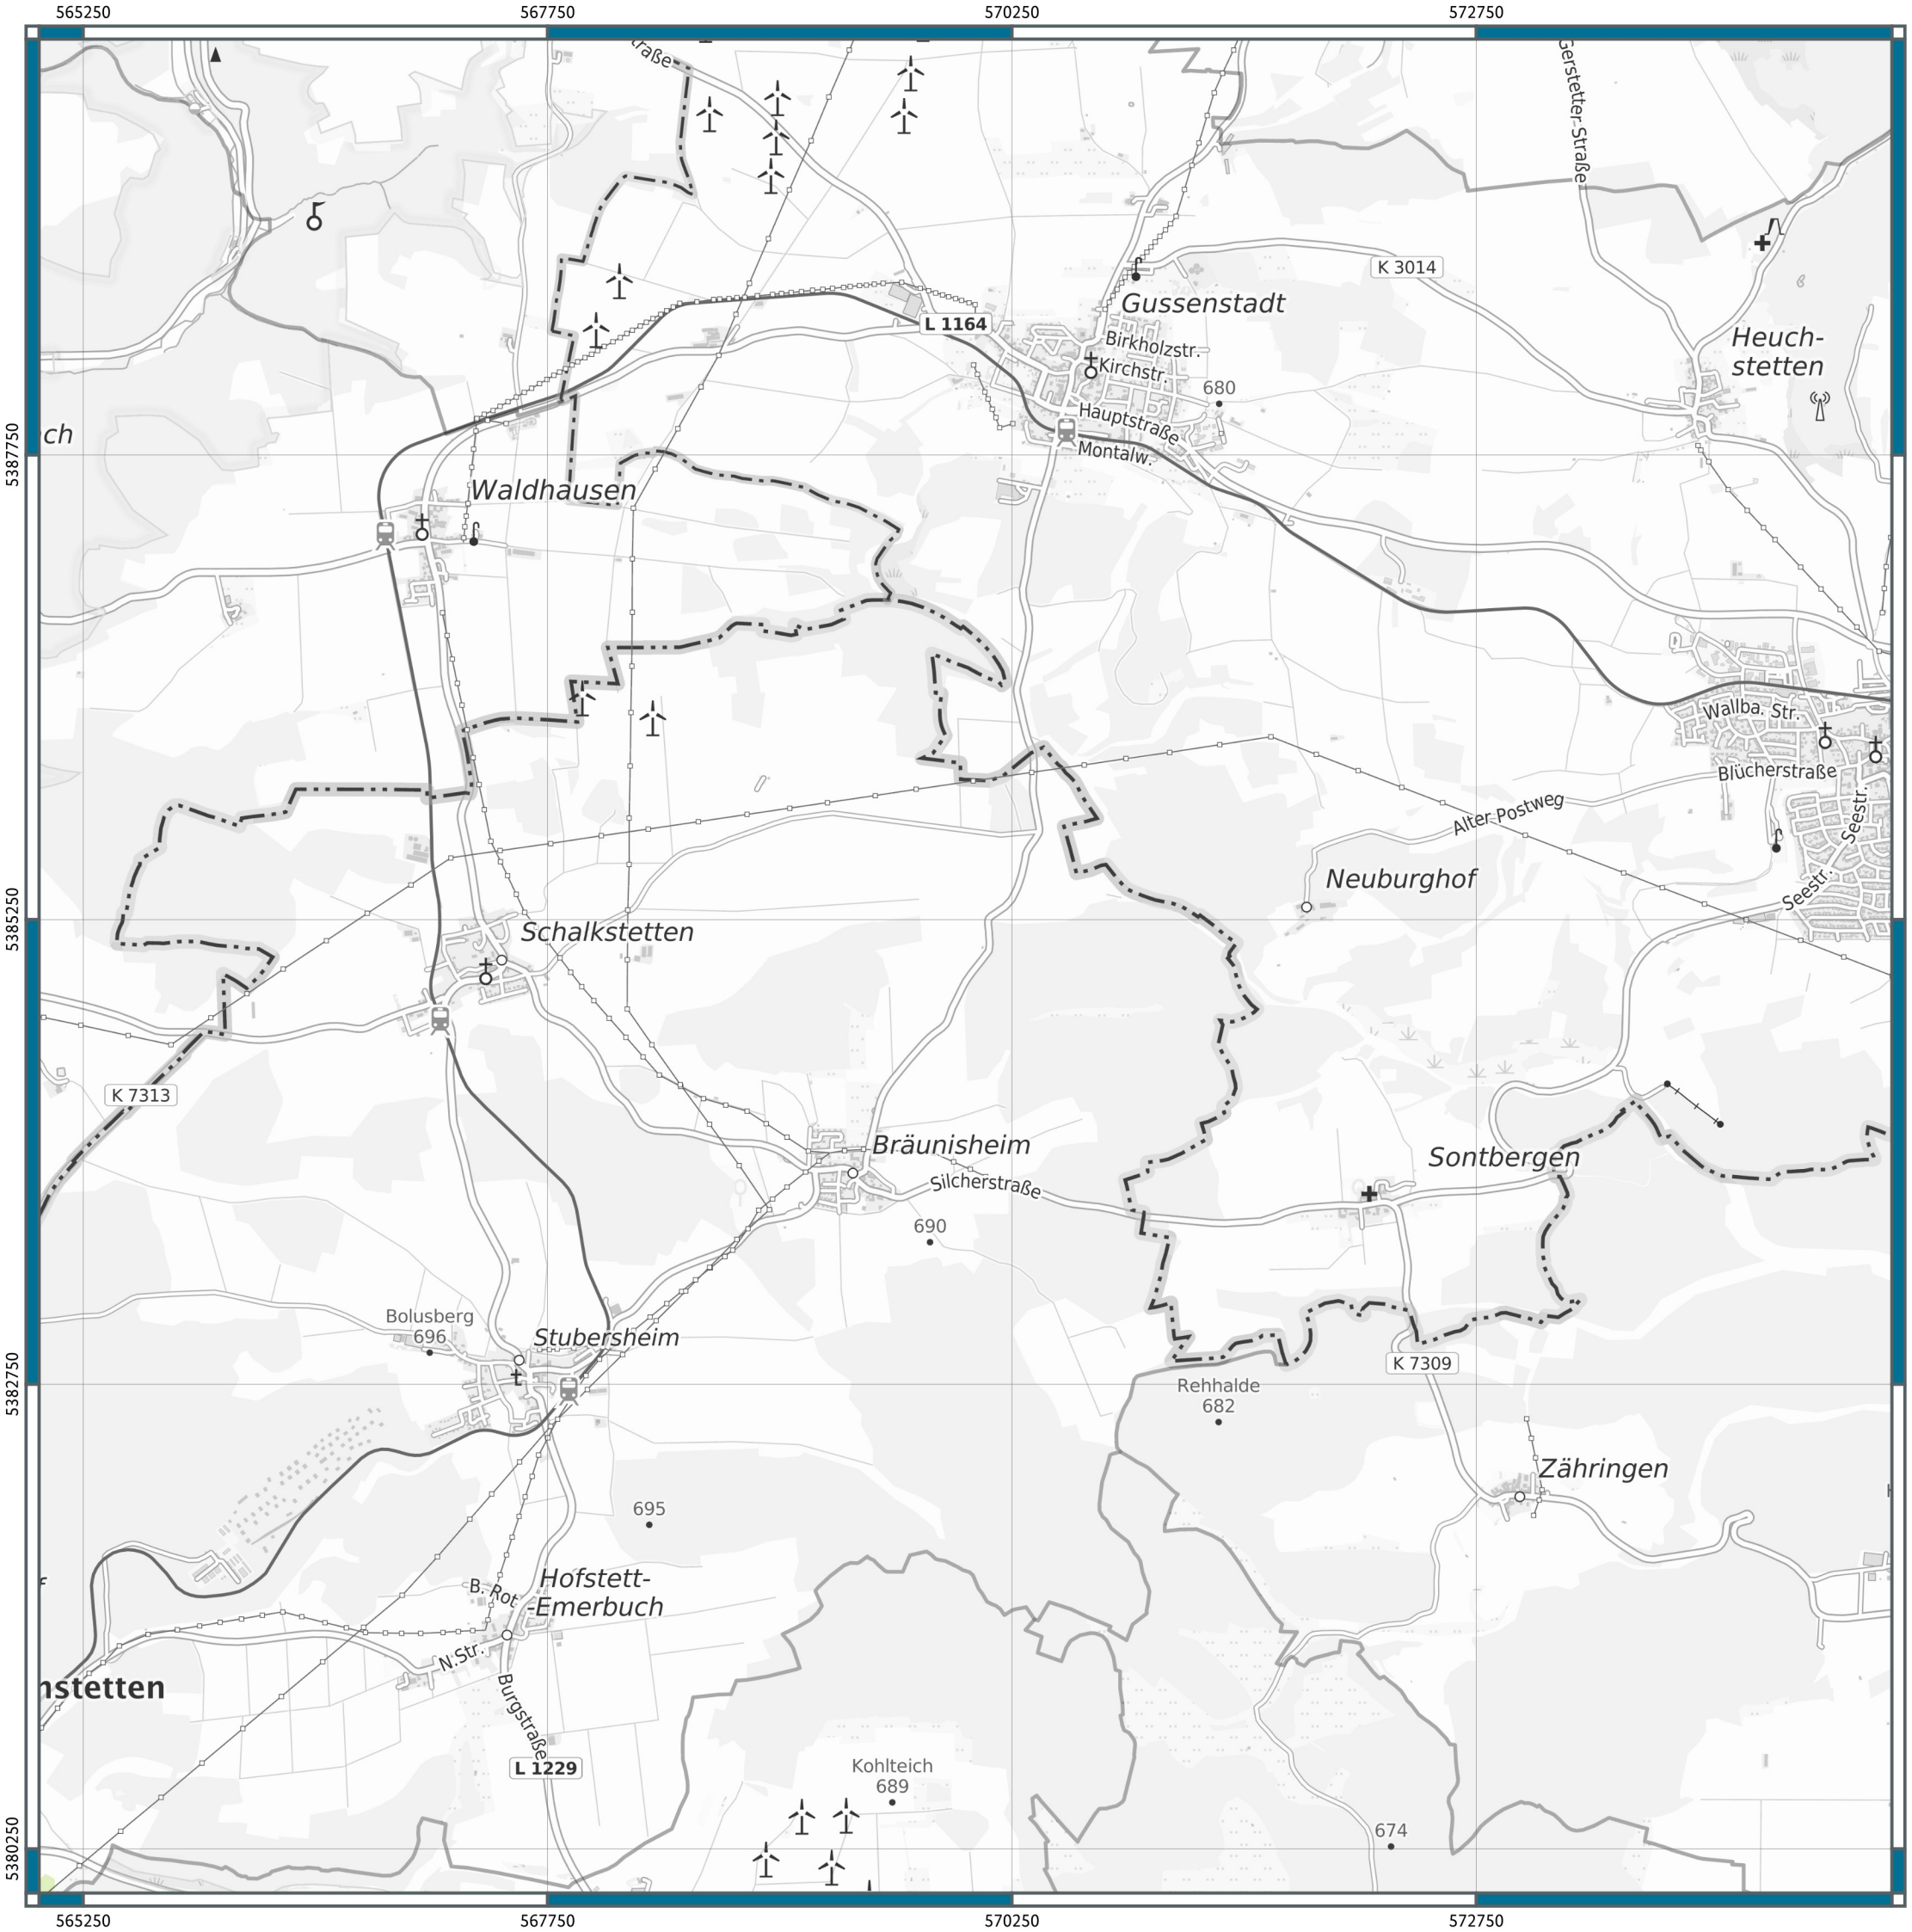 565250
567750
570250
572750
raße
Gerstetter-Straße
K 3014
Gussenstadt
L 1164
Birkholzstr.
Kirchstr.
Heuch-
stetten
680
Hauptstraße
Montalw.
ch
5387750
Waldhausen
Wallba. Str.
Blücherstraße
Alter Postweg
Seestr.
Neuburghof
Seestr.
5385250
Schalkstetten
K 7313
Bräunisheim
Sontbergen
Silcherstraße
690
Bolusberg
696
Stubersheim
K 7309
5382750
Rehhalde
682
Zähringen
695
Hofstett-
-Emerbuch
B. Rot
N.Str.
nstetten
Burgstraße
L 1229
Kohlteich
689
674
5380250
565250
567750
570250
572750